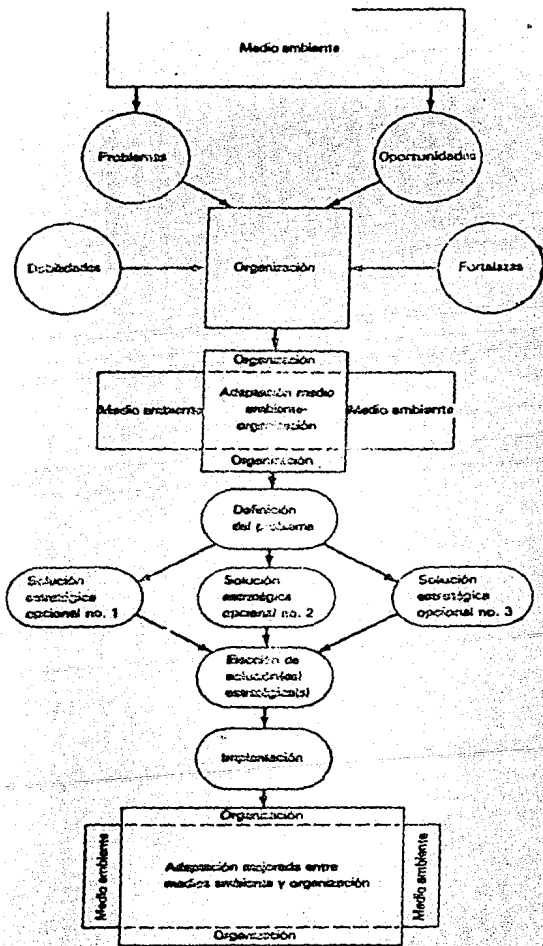 Medio ambiente
Problemas
Oportunidades
Debilidades
Organización
Fortalezas
Organización
Medio ambiente
Adaptación medio
ambiente-
organización
Medio ambiente
Organización
Definición
del problema
Solución
estratégica
opcional no. 1
Solución
estratégica
opcional no. 2
Solución
estratégica
opcional no. 3
Elección de
solución(es)
estratégica(s)
Implantación
Organización
Medio ambiente
Adaptación mejorada entre
medios ambiente y organización
Medio ambiente
Organización